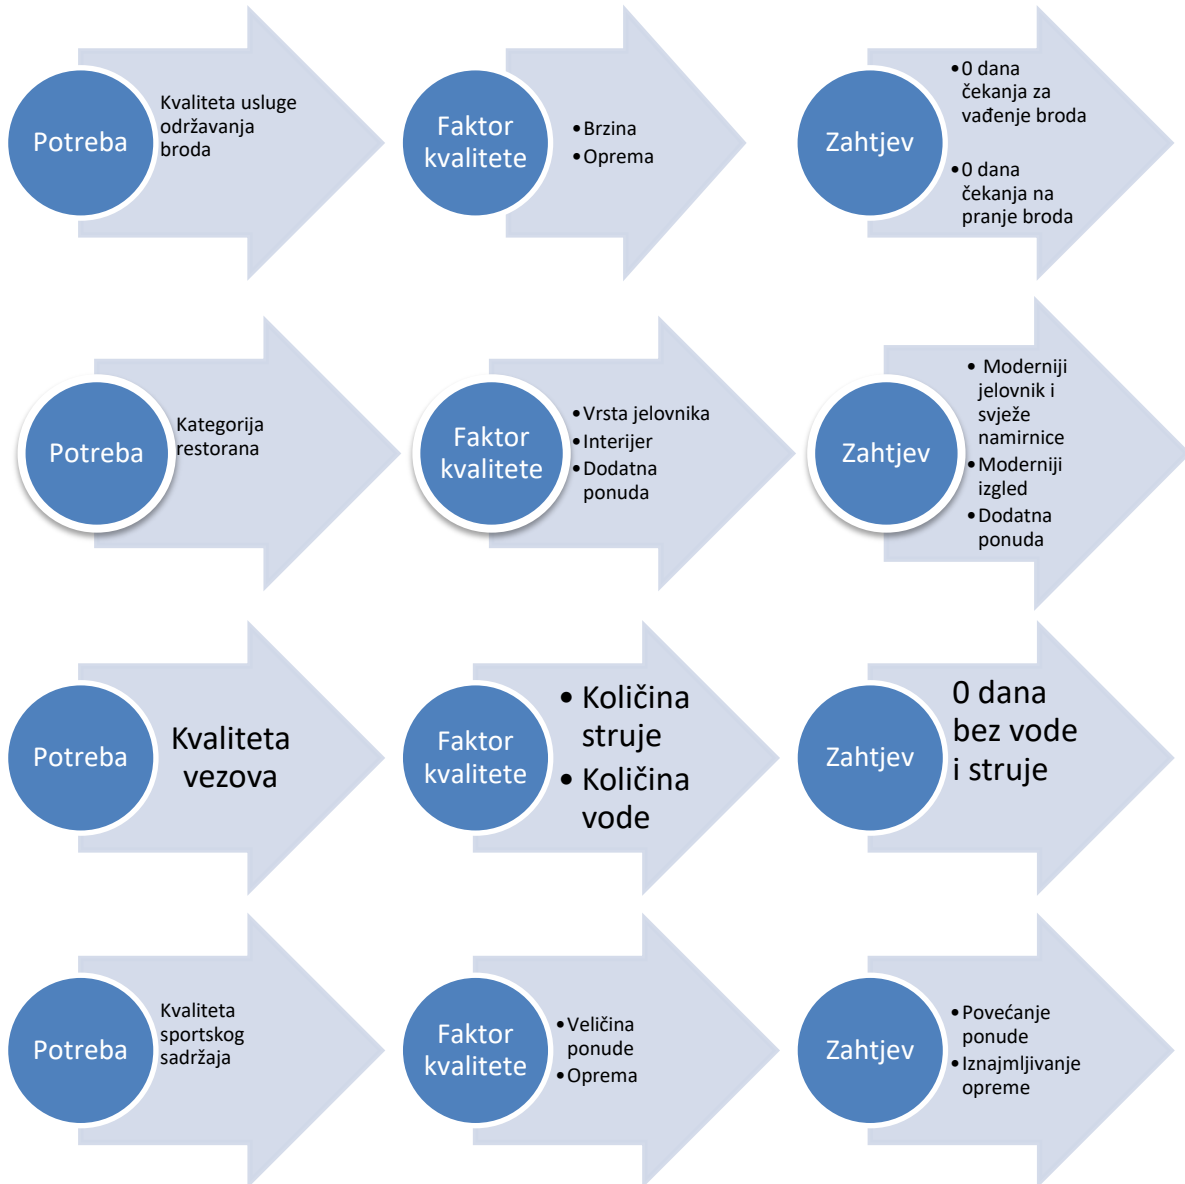 Potreba
Kvaliteta usluge
održavanja
broda
Faktor
kvalitete
•Brzina
•Oprema
Zahtjev
•0 dana
čekanja za
vađenje broda
•0 dana
čekanja na
pranje broda
Potreba
Kategorija
restorana
Faktor
kvalitete
•Vrsta jelovnika
•Interijer
•Dodatna
ponuda
Zahtjev
• Moderniji
jelovnik i
svježe
namirnice
•Moderniji
izgled
•Dodatna
ponuda
Potreba
Kvaliteta
vezova
Faktor
kvalitete
• Količina
struje
• Količina
vode
Zahtjev
0 dana
bez vode
i struje
Potreba
Kvaliteta
sportskog
sadržaja
Faktor
kvalitete
•Veličina
ponude
•Oprema
Zahtjev
•Povećanje
ponude
•Iznajmljivanje
opreme